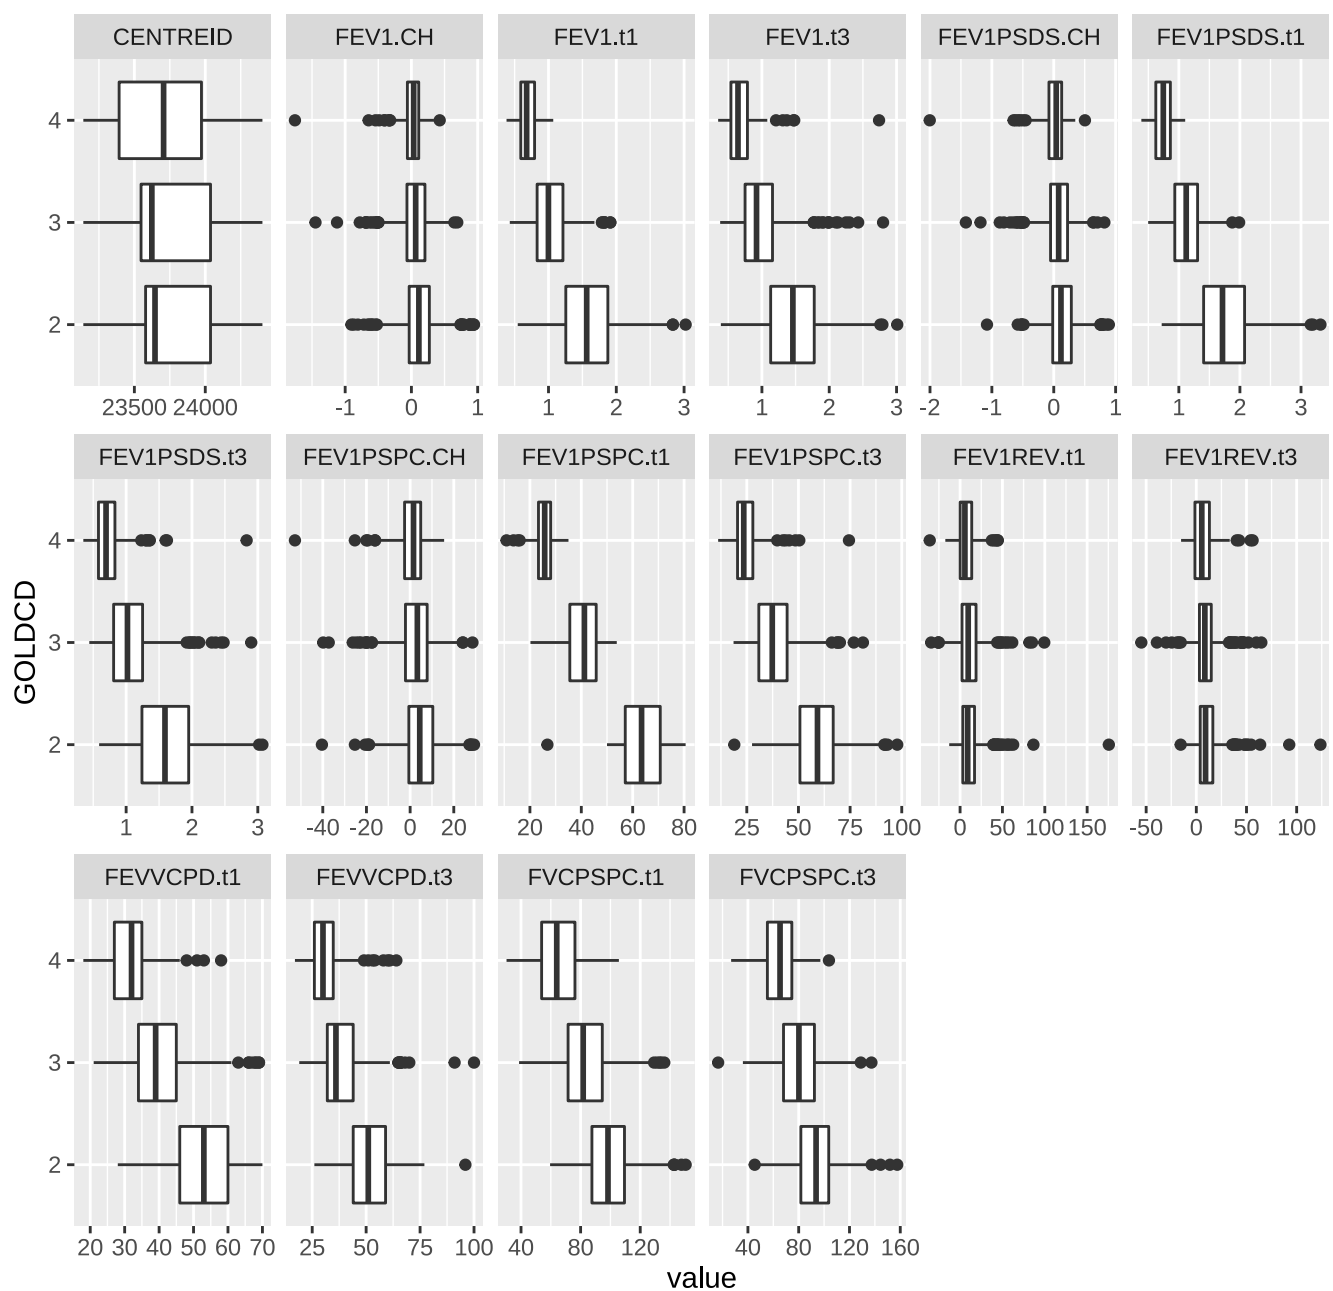 CENTREID FEV1.CH FEV1.t1 FEV1.t3 FEV1PSDS.CH FEV1PSDS.t1
4
3
2
23500 24000 -1 0 1 1 2 3 1 2 3 -2 -1 0 1 1 2 3
FEV1PSDS.t3 FEV1PSPC.CH FEV1PSPC.t1 FEV1PSPC.t3 FEV1REV.t1 FEV1REV.t3
4
3
2
GOLDCD
1 2 3 -40 -20 0 20 20 40 60 80 25 50 75 100 0 50 100 150 -50 0 50 100
FEVVCPD.t1 FEVVCPD.t3 FVCPSPC.t1 FVCPSPC.t3
4
3
2
20 30 40 50 60 70 25 50 75 100 40 80 120 40 80 120 160
value